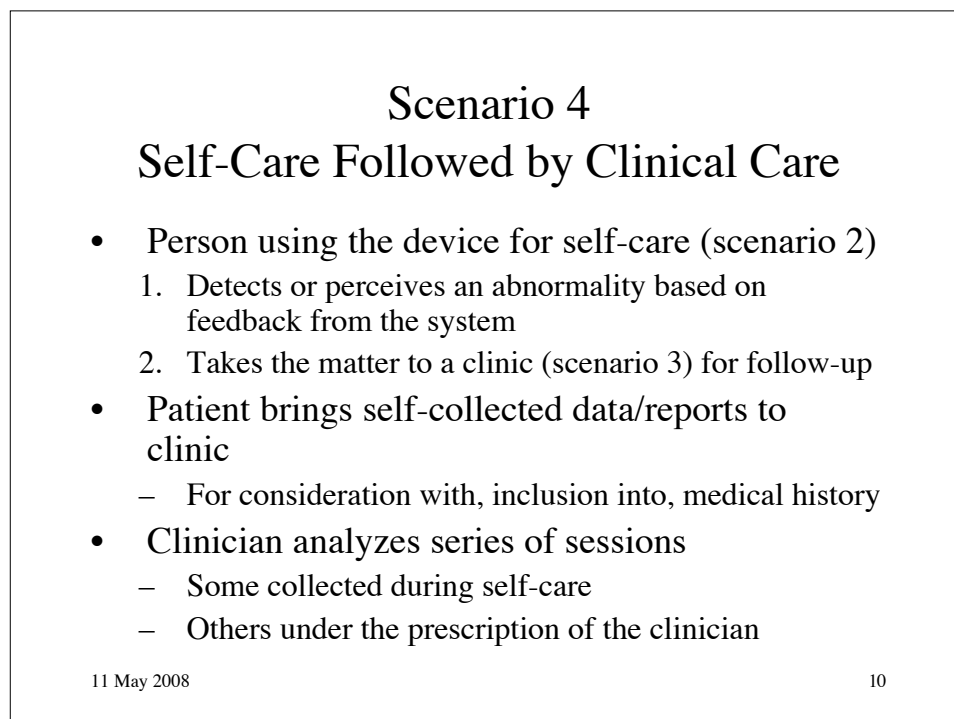 Scenario 4
Self-Care Followed by Clinical Care
• Person using the device for self-care (scenario 2)
1. Detects or perceives an abnormality based on
feedback from the system
2. Takes the matter to a clinic (scenario 3) for follow-up
• Patient brings self-collected data/reports to
clinic
– For consideration with, inclusion into, medical history
• Clinician analyzes series of sessions
– Some collected during self-care
– Others under the prescription of the clinician
11 May 2008
10